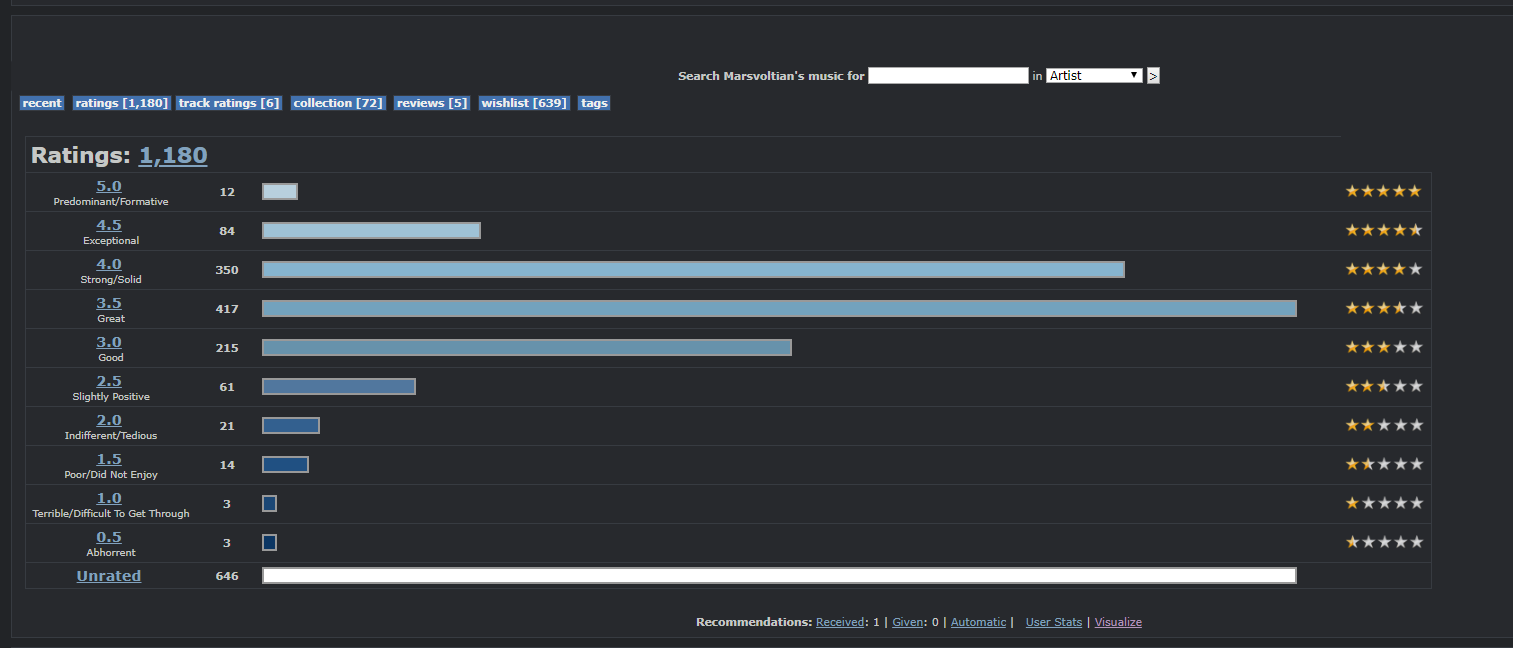 Search Marsvoltian's music for in Artist >
recent ratings [1,180] track ratings [6] collection [72] reviews [5] wishlist [639] tags
Ratings: 1,180
5.0 12
Predominant/Formative
4.5 84
Exceptional
4.0 350
Strong/Solid
3.5 417
Great
3.0 215
Good
2.5 61
Slightly Positive
2.0 21
Indifferent/Tedious
1.5 14
Poor/Did Not Enjoy
1.0 3
Terrible/Difficult To Get Through
0.5 3
Abhorrent
Unrated 646
Recommendations: Received: 1 | Given: 0 | Automatic | User Stats | Visualize